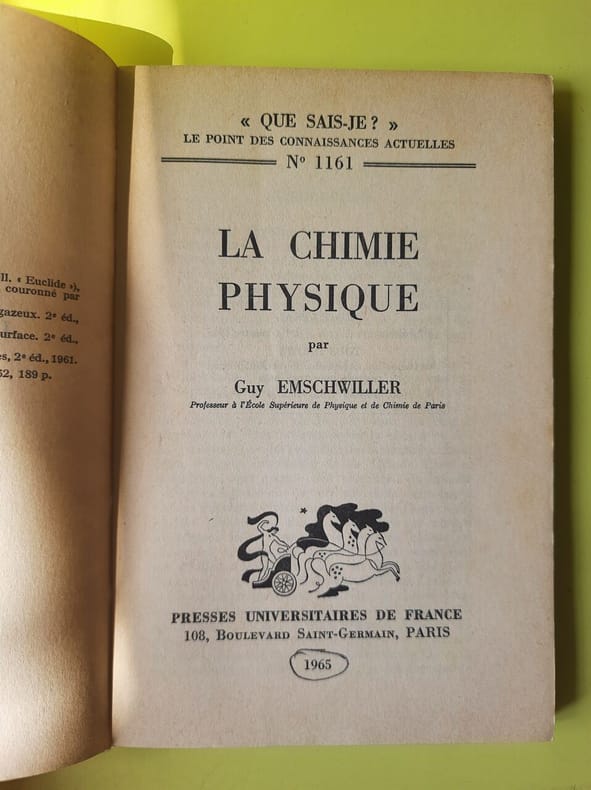 ll. « Euclide »),
couronné par
gazeux. 2e éd.,
urface. 2e éd.,
es, 2e éd., 1961.
52, 189 p.
« QUE SAIS-JE ? »
LE POINT DES CONNAISSANCES ACTUELLES
No 1161
LA CHIMIE
PHYSIQUE
par
Guy EMSCHWILLER
Professeur à l'École Supérieure de Physique et de Chimie de Paris
PRESSES UNIVERSITAIRES DE FRANCE
108, BOULEVARD SAINT-GERMAIN, PARIS
1965